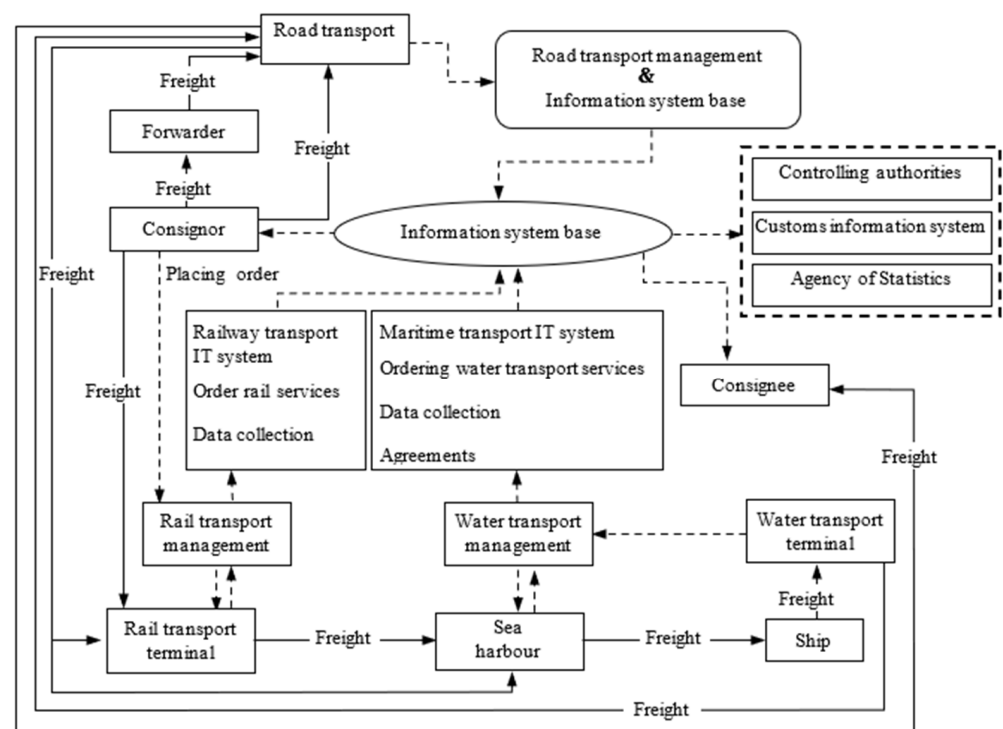 Road transport
Road transport management
&
Information system base
Freight
Forwarder
Freight
Freight
Controlling authorities
Customs information system
Agency of Statistics
Consignor
Information system base
Freight
Placing order
Railway transport
IT system
Order rail services
Data collection
Maritime transport IT system
Ordering water transport services
Data collection
Agreements
Consignee
Freight
Freight
Rail transport
management
Water transport
management
Water transport
terminal
Freight
Rail transport
terminal
Freight
Sea
harbour
Freight
Ship
Freight